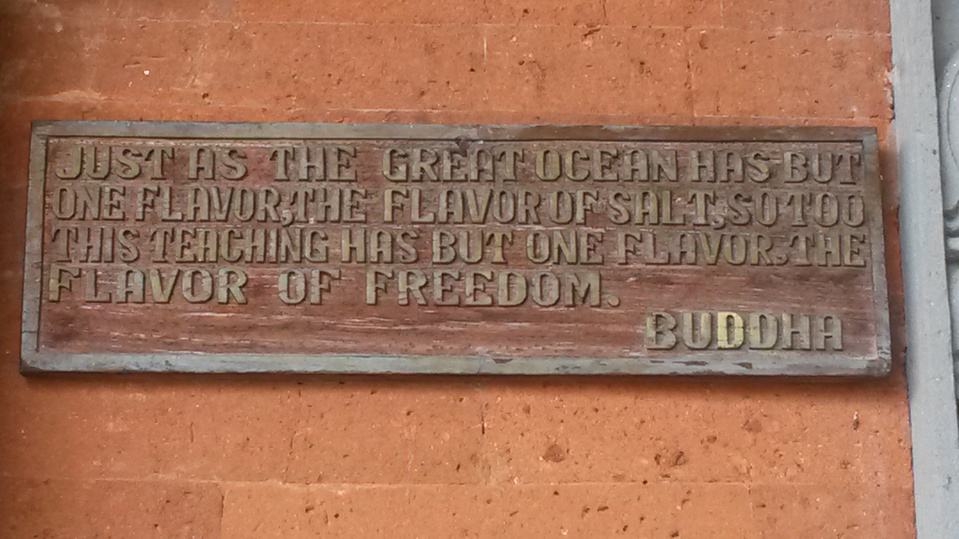 JUST AS THE GREAT OCEAN HAS BUT
ONE FLAVOR, THE FLAVOR OF SALT, SO TOO
THIS TEACHING HAS BUT ONE FLAVOR, THE
FLAVOR OF FREEDOM.
BUDDHA